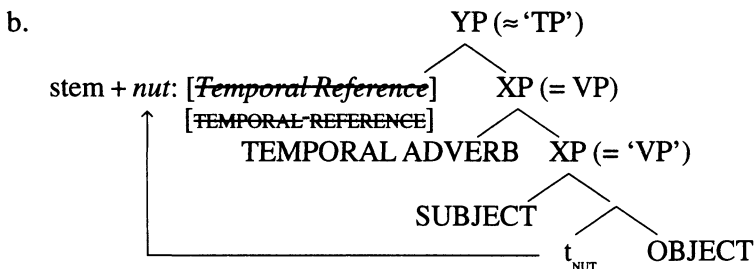 b.
YP (≈ ‘TP’)
stem + nut: [Temporal Reference] XP (= VP)
[TEMPORAL REFERENCE]
TEMPORAL ADVERB XP (= ‘VP’)
SUBJECT
t_NUT OBJECT